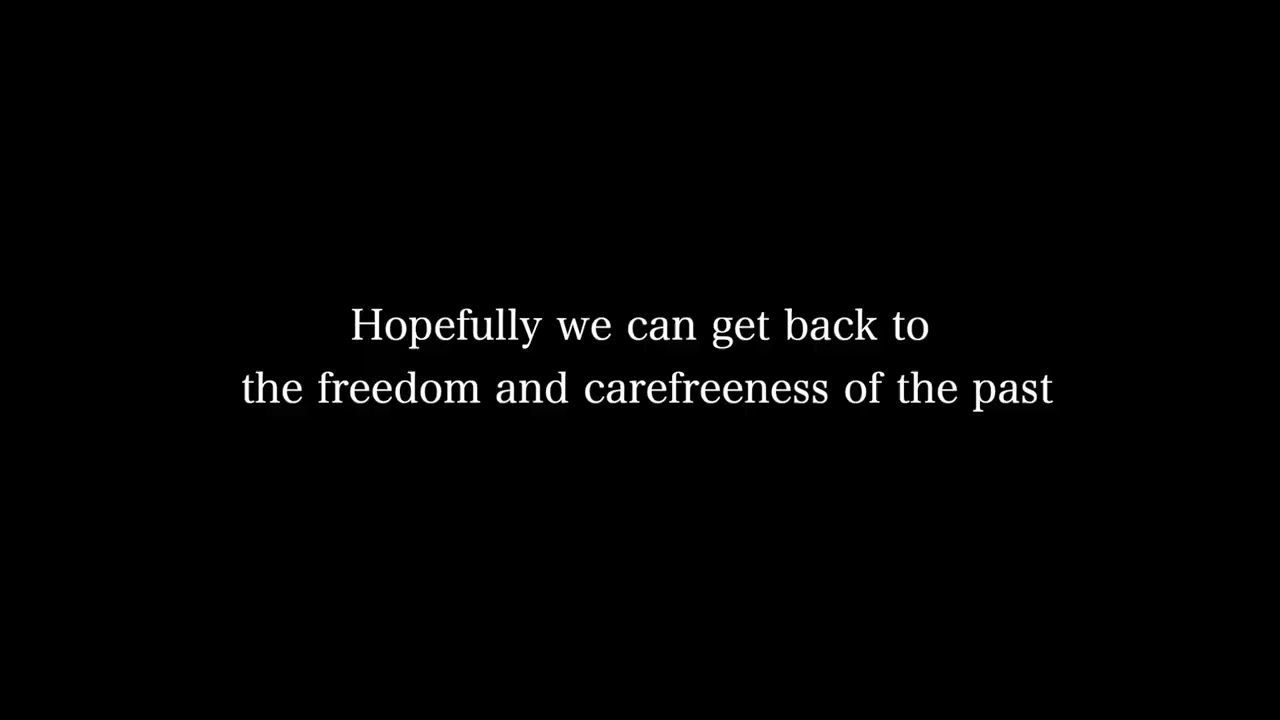 Hopefully we can get back to
the freedom and carefreeness of the past